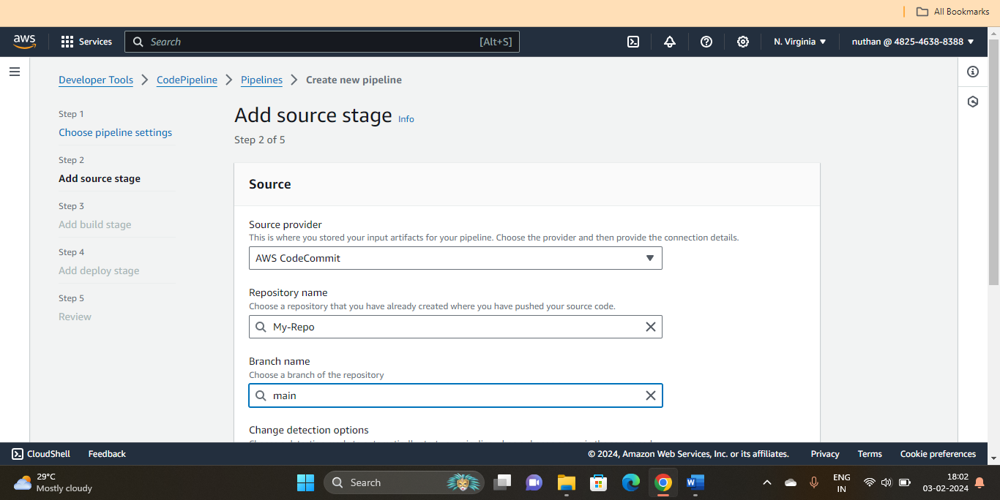 All Bookmarks
aws
Services
Search
[Alt+S]
N. Virginia
nuthan @ 4825-4638-8388
Developer Tools
CodePipeline
Pipelines
Create new pipeline
Step 1
Choose pipeline settings
Step 2
Add source stage
Step 3
Add build stage
Step 4
Add deploy stage
Step 5
Review
Add source stage Info
Step 2 of 5
Source
Source provider
This is where you stored your input artifacts for your pipeline. Choose the provider and then provide the connection details.
AWS CodeCommit
Repository name
Choose a repository that you have already created where you have pushed your source code.
My-Repo
Branch name
Choose a branch of the repository
main
Change detection options
CloudShell
Feedback
© 2024, Amazon Web Services, Inc. or its affiliates.
Privacy
Terms
Cookie preferences
29°C
Mostly cloudy
Search
ENG
IN
18:02
03-02-2024